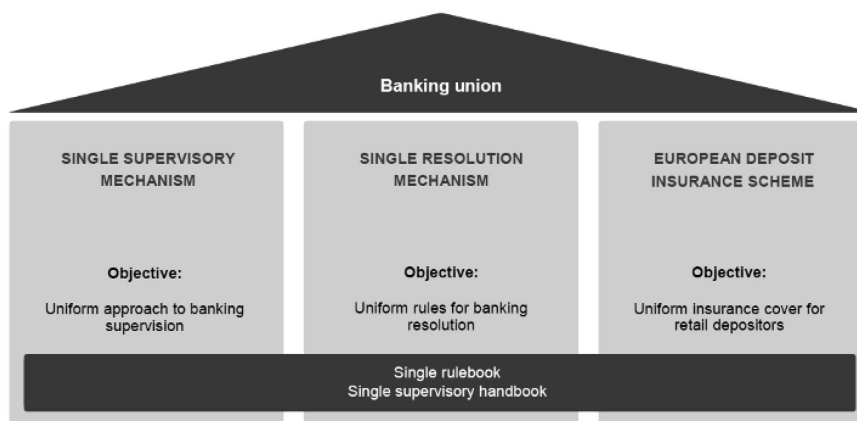 Banking union
SINGLE SUPERVISORY
MECHANISM
Objective:
Uniform approach to banking
supervision
SINGLE RESOLUTION
MECHANISM
Objective:
Uniform rules for banking
resolution
EUROPEAN DEPOSIT
INSURANCE SCHEME
Objective:
Uniform insurance cover for
retail depositors
Single rulebook
Single supervisory handbook